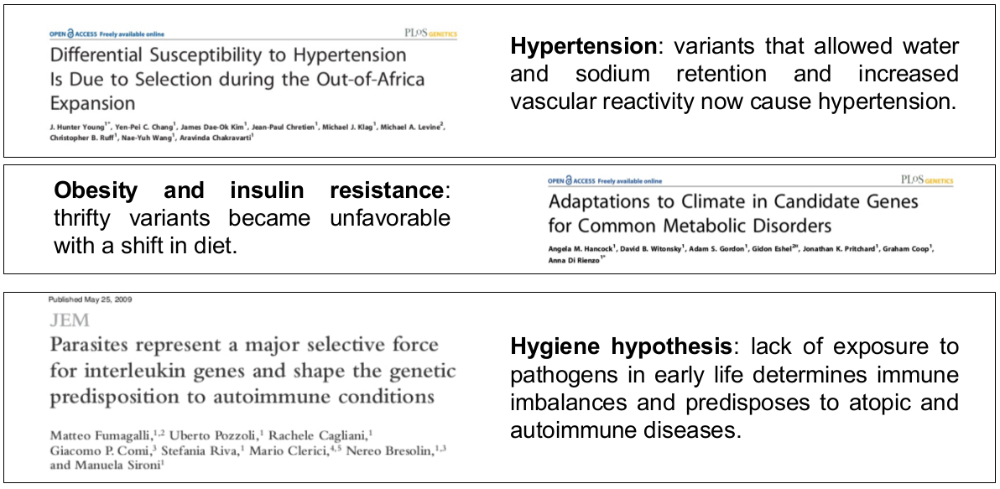 OPEN ACCESS Freely available online
PLoS GENETICS
Differential Susceptibility to Hypertension
Is Due to Selection during the Out-of-Africa
Expansion
J. Hunter Young1*, Yen-Pei C. Chang1, James Dae-Ok Kim1, Jean-Paul Chretien1, Michael J. Klag1, Michael A. Levine2,
Christopher B. Ruff1, Nae-Yuh Wang1, Aravinda Chakravarti1
Hypertension: variants that allowed water
and sodium retention and increased
vascular reactivity now cause hypertension.
Obesity and insulin resistance:
thrifty variants became unfavorable
with a shift in diet.
OPEN ACCESS Freely available online
PLoS GENETICS
Adaptations to Climate in Candidate Genes
for Common Metabolic Disorders
Angela M. Hancock1, David B. Witonsky1, Adam S. Gordon1, Gidon Eshel2¤, Jonathan K. Pritchard1, Graham Coop1,
Anna Di Rienzo1*
Published May 25, 2009
JEM
Parasites represent a major selective force
for interleukin genes and shape the genetic
predisposition to autoimmune conditions
Matteo Fumagalli,1,2 Uberto Pozzoli,1 Rachele Cagliani,1
Giacomo P. Comi,3 Stefania Riva,1 Mario Clerici,4,5 Nereo Bresolin,1,3
and Manuela Sironi1
Hygiene hypothesis: lack of exposure to
pathogens in early life determines immune
imbalances and predisposes to atopic and
autoimmune diseases.